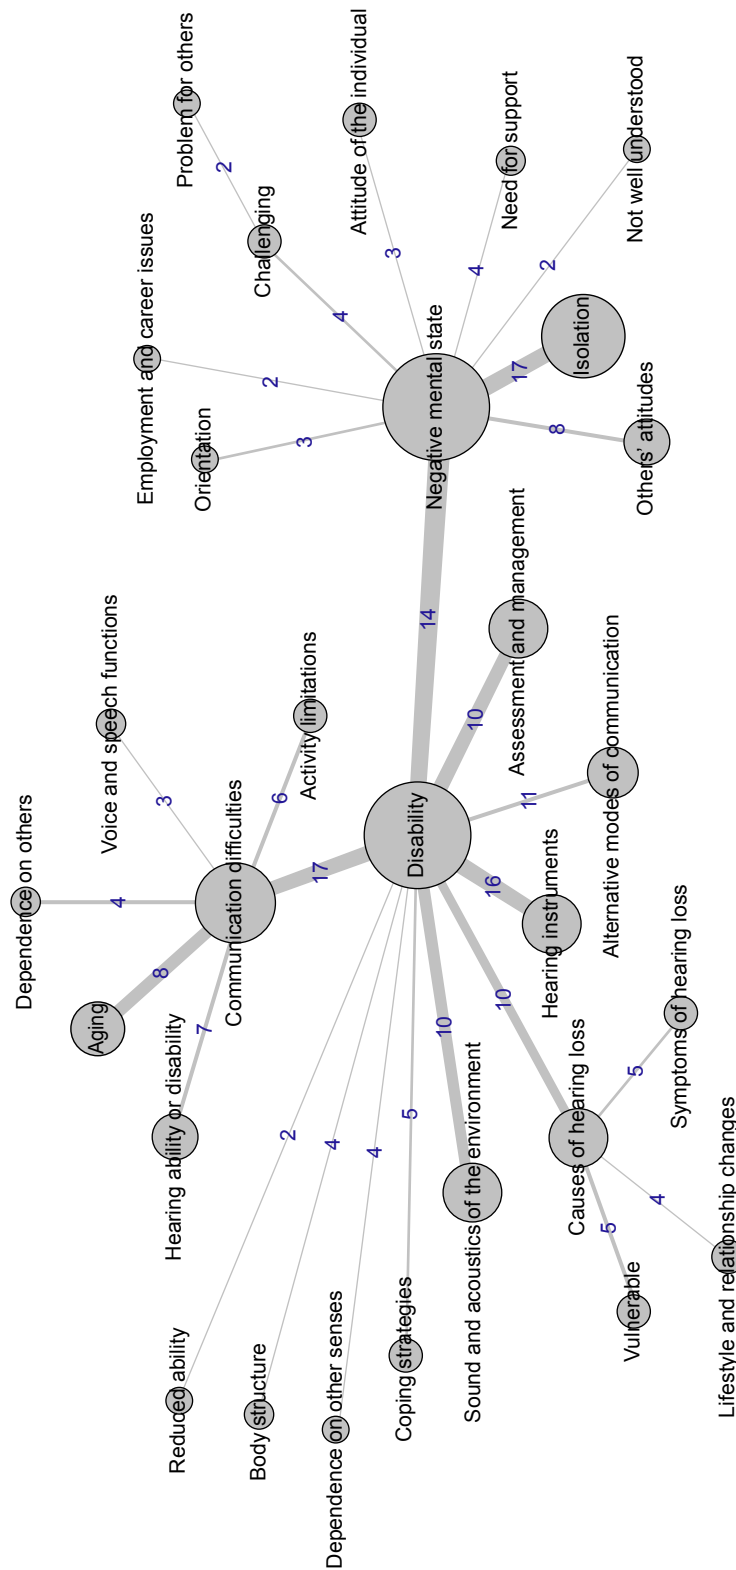 Problem for others
2
Challenging
Employment and career issues
4
2
Orientation
3
Attitude of the individual
3
Need for support
4
Not well understood
2
Negative mental state
Isolation
17
Others' attitudes
8
14
Voice and speech functions
3
Activity limitations
6
Dependence on others
4
Communication difficulties
17
Aging
8
Hearing ability or disability
7
Assessment and management
10
Disability
Alternative modes of communication
11
Hearing instruments
16
Symptoms of hearing loss
5
Causes of hearing loss
10
Vulnerable
5
Lifestyle and relationship changes
4
Sound and acoustics of the environment
10
Coping strategies
5
Dependence on other senses
4
Body structure
4
Reduced ability
2